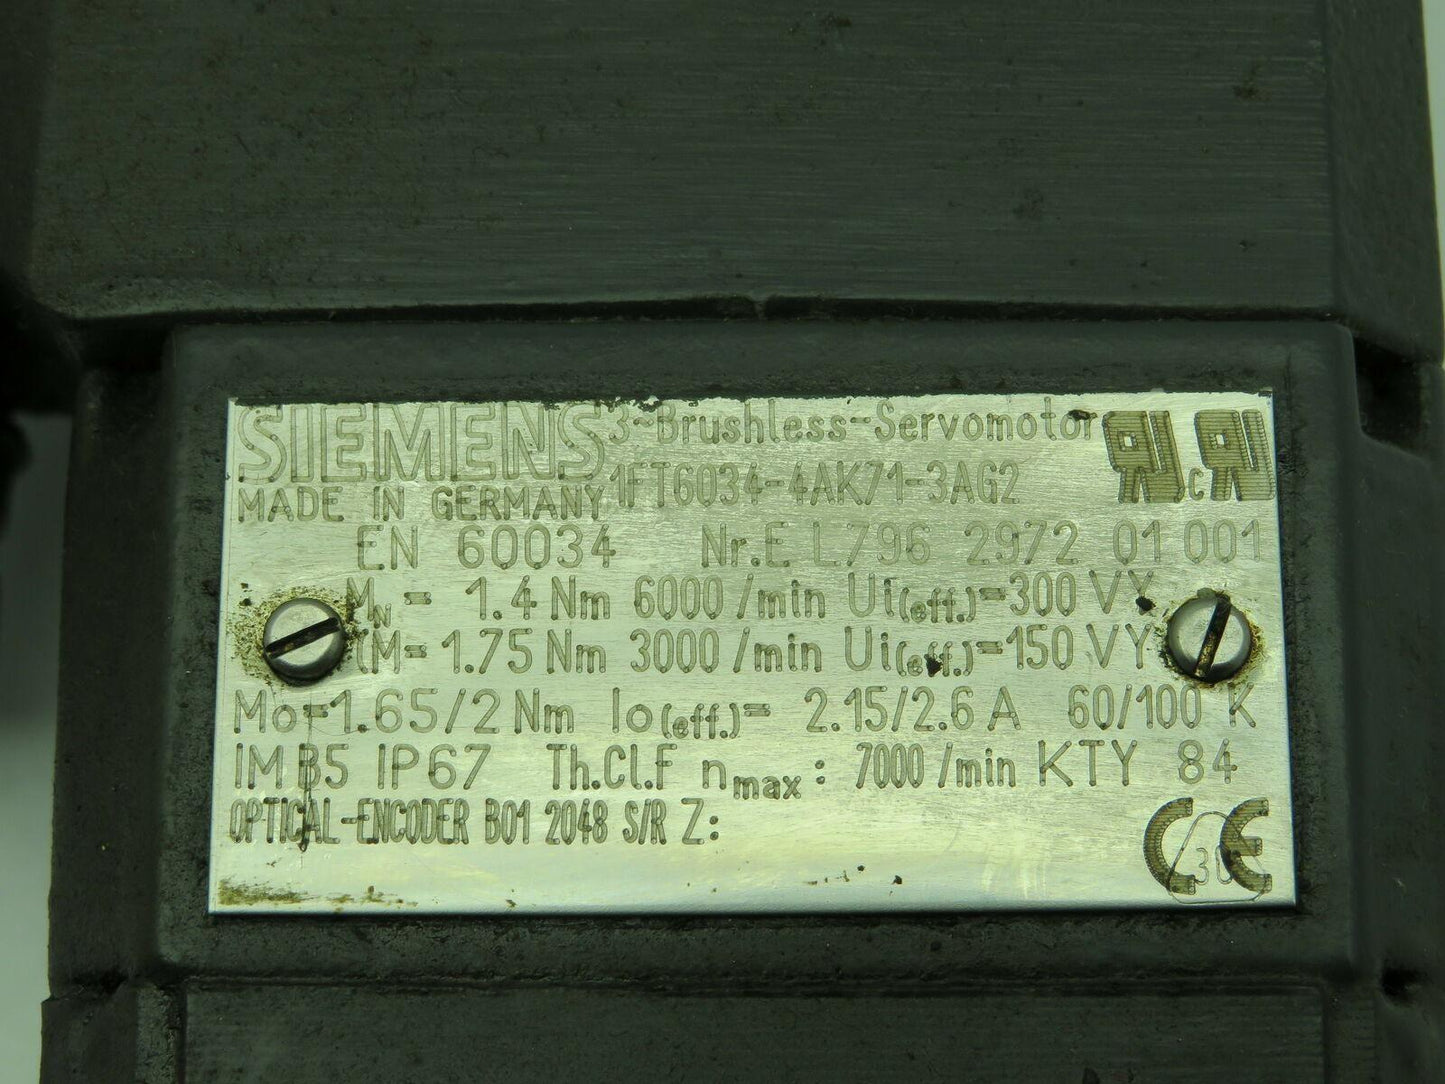 SIEMENS 3~Brushless-Servomotor
MADE IN GERMANY 1FT6034-4AK71-3AG2
EN 60034 Nr.E L796 2972 01 001
MN= 1.4 Nm 6000/min Ui(eff.)=300 VY
(M= 1.75 Nm 3000/min Ui(eff.)=150 VY
Mo=1.65/2 Nm Io(eff.)= 2.15/2.6 A 60/100 K
IM B5 IP67 Th.Cl.F nmax: 7000/min KTY 84
OPTICAL-ENCODER B01 2048 S/R Z:
CE